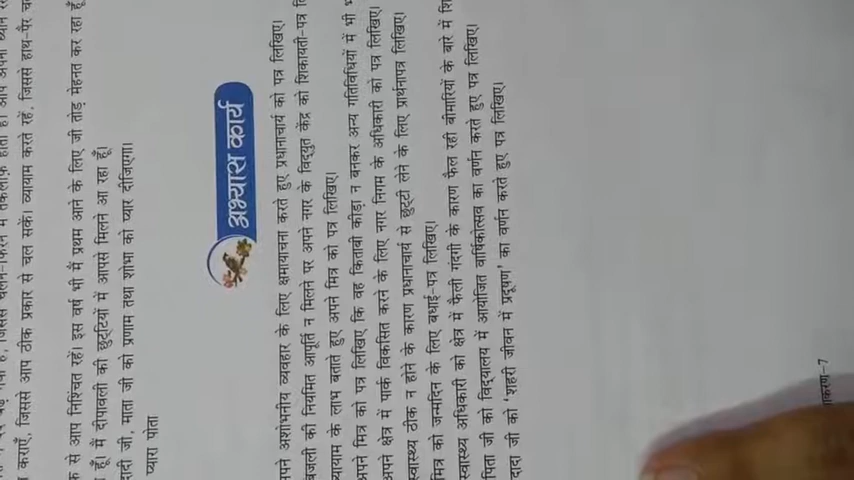 कराएँ, जिससे आप ठीक प्रकार से चल सकें। व्यायाम करते रहें, जिससे हाथ-पैर
से आप निश्चिंत रहें। इस वर्ष भी मैं प्रथम आने के लिए जी तोड़ मेहनत कर रहा
हूँ। मैं दीपावली की छुट्टियों में आपसे मिलने आ रहा हूँ।
दादी जी, माता जी को प्रणाम तथा शोभा को प्यार दीजिएगा।
प्यारा पोता
अभ्यास कार्य
अशोभनीय व्यवहार के लिए क्षमायाचना करते हुए प्रधानाचार्य को पत्र लिखिए।
बिजली की नियमित आपूर्ति न मिलने पर अपने नगर के विद्युत केंद्र को शिकायती-पत्र
व्यायाम के लाभ बताते हुए अपने मित्र को पत्र लिखिए।
अपने मित्र को पत्र लिखिए कि वह किताबी कीड़ा न बनकर अन्य गतिविधियों में भी
अपने क्षेत्र में पार्क विकसित करने के लिए नगर निगम के अधिकारी को पत्र लिखिए।
स्वास्थ्य ठीक न होने के कारण प्रधानाचार्य से छुट्टी लेने के लिए प्रार्थनापत्र लिखिए।
मित्र को जन्मदिन के लिए बधाई-पत्र लिखिए।
स्वास्थ्य अधिकारी को क्षेत्र में फैली गंदगी के कारण फैल रही बीमारियों के बारे में
पिता जी को विद्यालय में आयोजित वार्षिकोत्सव का वर्णन करते हुए पत्र लिखिए।
दादा जी को 'शहरी जीवन में प्रदूषण' का वर्णन करते हुए पत्र लिखिए।